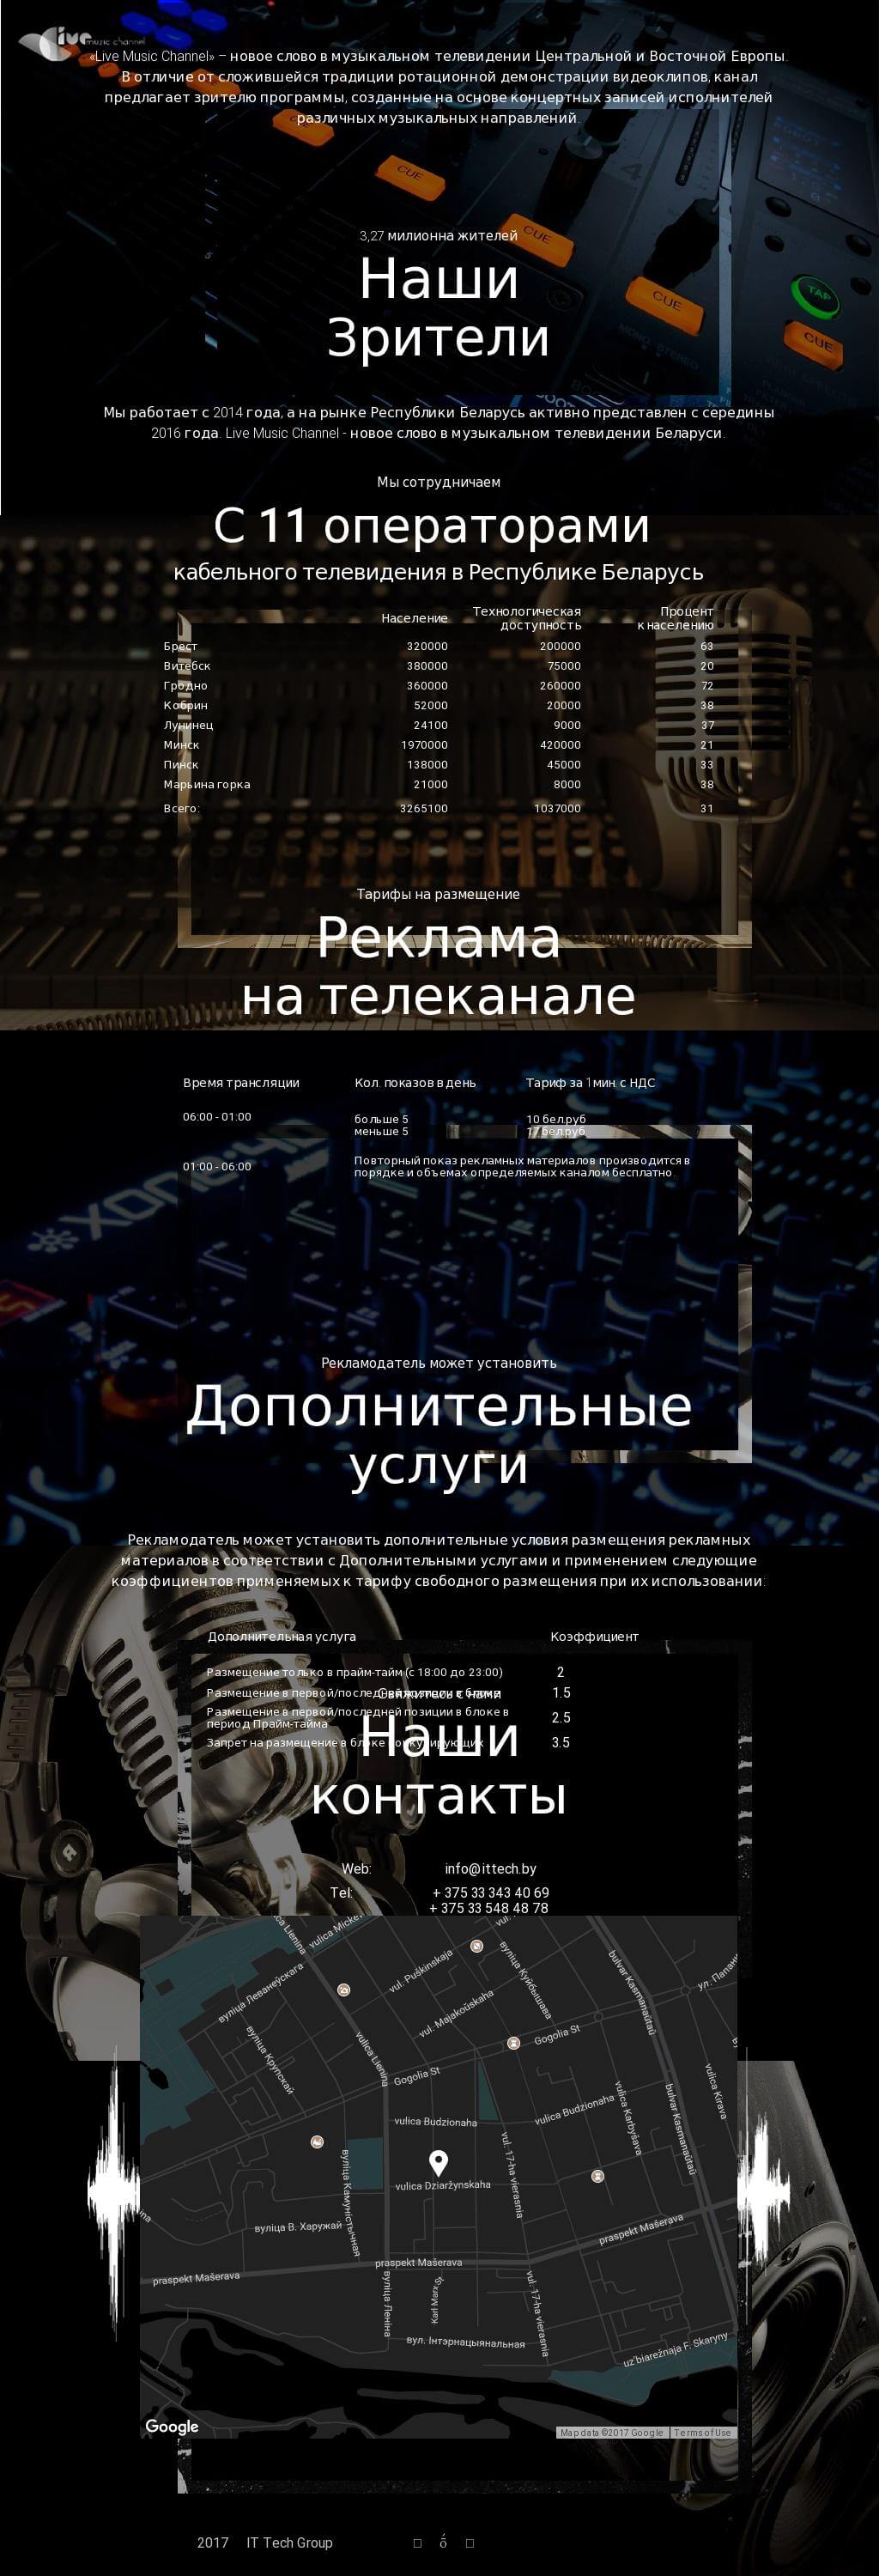 Live
music channel
«Live Music Channel» – новое слово в музыкальном телевидении Центральной и Восточной Европы.
В отличие от сложившейся традиции ротационной демонстрации видеоклипов, канал
предлагает зрителю программы, созданные на основе концертных записей исполнителей
различных музыкальных направлений.
CUE
CUE
CUE
CUE
TAP
CUE
3,27 милионна жителей
Наши
Зрители
Мы работает с 2014 года, а на рынке Республики Беларусь активно представлен с середины
2016 года. Live Music Channel - новое слово в музыкальном телевидении Беларуси.
Мы сотрудничаем
С 11 операторами
кабельного телевидения в Республике Беларусь
Население Технологическая доступность Процент к населению
Брест 320000 200000 63
Витебск 380000 75000 20
Гродно 360000 260000 72
Кобрин 52000 20000 38
Лунинец 24100 9000 37
Минск 1970000 420000 21
Пинск 138000 45000 33
Марьина горка 21000 8000 38
Всего: 3265100 1037000 31
Тарифы на размещение
Реклама
на телеканале
Время трансляции Кол. показов в день Тариф за 1мин. с НДС
06:00 - 01:00 больше 5 10 бел.руб
меньше 5 17 бел.руб
01:00 - 06:00 Повторный показ рекламных материалов производится в
порядке и объемах определяемых каналом бесплатно.
Рекламодатель может установить
Дополнительные
услуги
Рекламодатель может установить дополнительные условия размещения рекламных
материалов в соответствии с Дополнительными услугами и применением следующие
коэффициентов применяемых к тарифу свободного размещения при их использовании:
Дополнительная услуга Коэффициент
Размещение только в прайм-тайм (с 18:00 до 23:00) 2
Размещение в первой/последней позиции в блоке 1.5
Свяжитесь с нами
Размещение в первой/последней позиции в блоке в
период Прайм-тайма 2.5
Запрет на размещение в блоке 3.5
Наши
контакты
Web: info@ittech.by
Tel: + 375 33 343 40 69
+ 375 33 548 48 78
vul. Puškinskaja
вуліца Куйбышава
bulvar Kasmanaŭtaŭ
вуліца Леванеўскага
vul. Majakoŭskaha
Gogolia St
вуліца Крупскай
vulica Lienina
Gogolia St
vulica Kirava
vulica Budzionaha
vulica Budzionaha
vulica Karbyšava
bulvar Kasmanaŭtaŭ
vul. 17-ha vierasnia
vulica Dziaržynskaha
вуліца Камуністычная
вуліца В. Харужай
praspekt Mašerava
praspekt Mašerava
praspekt Mašerava
вуліца Леніна
Karl Marx St
vul. 17-ha vierasnia
вул. Інтэрнацыянальная
uz'biarežnaja F. Skaryny
Google
Map data ©2017 Google Terms of Use
2017 IT Tech Group